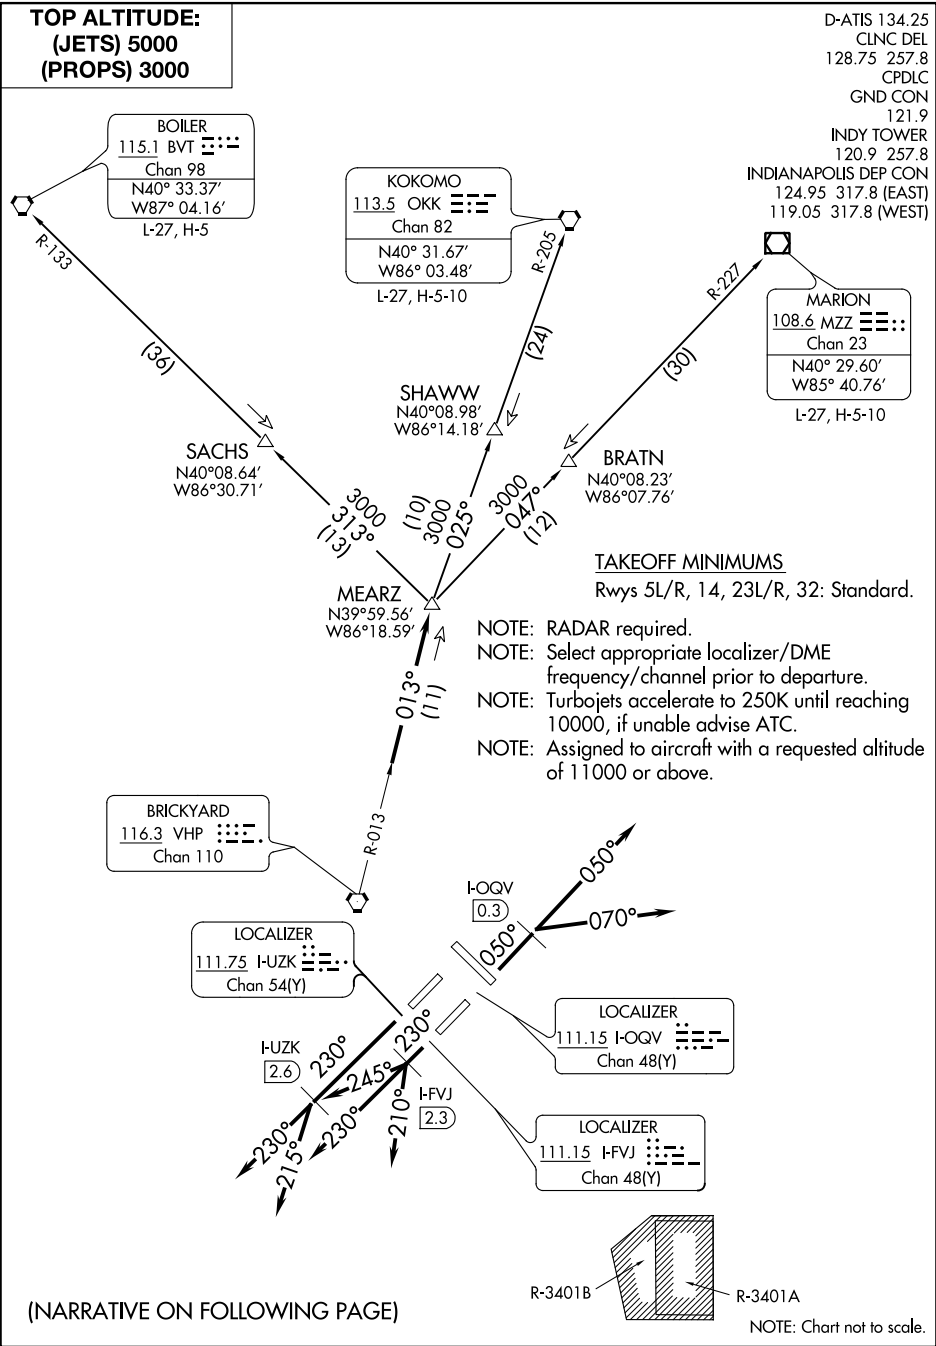 TOP ALTITUDE:
(JETS) 5000
(PROPS) 3000
D-ATIS 134.25
CLNC DEL
128.75 257.8
CPDLC
GND CON
121.9
INDY TOWER
120.9 257.8
INDIANAPOLIS DEP CON
124.95 317.8 (EAST)
119.05 317.8 (WEST)
BOILER
115.1 BVT
Chan 98
N40° 33.37'
W87° 04.16'
L-27, H-5
KOKOMO
113.5 OKK
Chan 82
N40° 31.67'
W86° 03.48'
L-27, H-5-10
MARION
108.6 MZZ
Chan 23
N40° 29.60'
W85° 40.76'
L-27, H-5-10
R-133
R-205
R-227
(36)
(24)
(30)
SACHS
N40°08.64'
W86°30.71'
SHAWW
N40°08.98'
W86°14.18'
BRATN
N40°08.23'
W86°07.76'
3000
313°
(13)
(10)
3000
025°
3000
047°
(12)
MEARZ
N39°59.56'
W86°18.59'
TAKEOFF MINIMUMS
Rwys 5L/R, 14, 23L/R, 32: Standard.
NOTE: RADAR required.
NOTE: Select appropriate localizer/DME
frequency/channel prior to departure.
NOTE: Turbojets accelerate to 250K until reaching
10000, if unable advise ATC.
NOTE: Assigned to aircraft with a requested altitude
of 11000 or above.
013°
(11)
R-013
BRICKYARD
116.3 VHP
Chan 110
I-OQV
0.3
050°
050°
070°
LOCALIZER
111.75 I-UZK
Chan 54(Y)
LOCALIZER
111.15 I-OQV
Chan 48(Y)
I-UZK
2.6
230°
230°
245°
I-FVJ
2.3
230°
215°
230°
210°
LOCALIZER
111.15 I-FVJ
Chan 48(Y)
R-3401B
R-3401A
(NARRATIVE ON FOLLOWING PAGE)
NOTE: Chart not to scale.